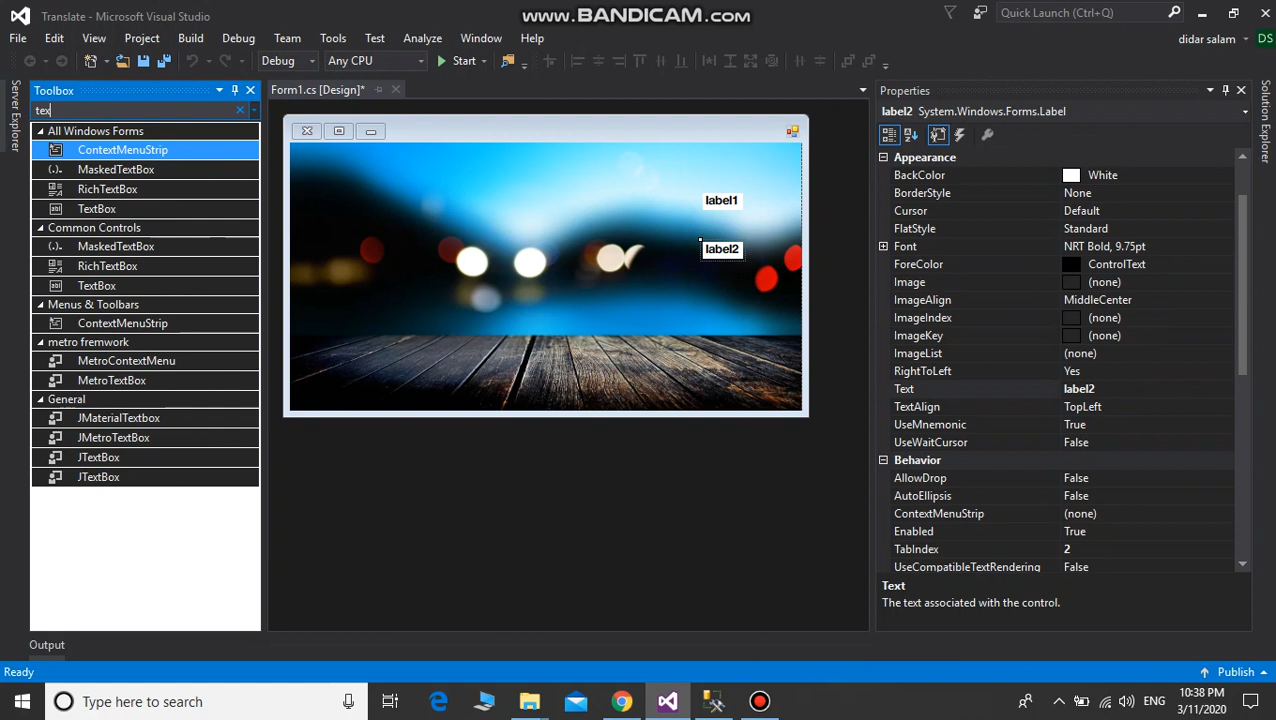 www.BANDICAM.com
Translate - Microsoft Visual Studio
Quick Launch (Ctrl+Q)
File Edit View Project Build Debug Team Tools Test Analyze Window Help
didar salam DS
Debug Any CPU Start
Server Explorer
Toolbox
tex
All Windows Forms
ContextMenuStrip
MaskedTextBox
RichTextBox
TextBox
Common Controls
MaskedTextBox
RichTextBox
TextBox
Menus & Toolbars
ContextMenuStrip
metro fremwork
MetroContextMenu
MetroTextBox
General
JMaterialTextbox
JMetroTextBox
JTextBox
JTextBox
Form1.cs [Design]*
label1
label2
Properties
label2 System.Windows.Forms.Label
Appearance
BackColor White
BorderStyle None
Cursor Default
FlatStyle Standard
Font NRT Bold, 9.75pt
ForeColor ControlText
Image (none)
ImageAlign MiddleCenter
ImageIndex (none)
ImageKey (none)
ImageList (none)
RightToLeft Yes
Text label2
TextAlign TopLeft
UseMnemonic True
UseWaitCursor False
Behavior
AllowDrop False
AutoEllipsis False
ContextMenuStrip (none)
Enabled True
TabIndex 2
UseCompatibleTextRendering False
Text
The text associated with the control.
Solution Explorer
Output
Ready
Publish
Type here to search
ENG
10:38 PM
3/11/2020